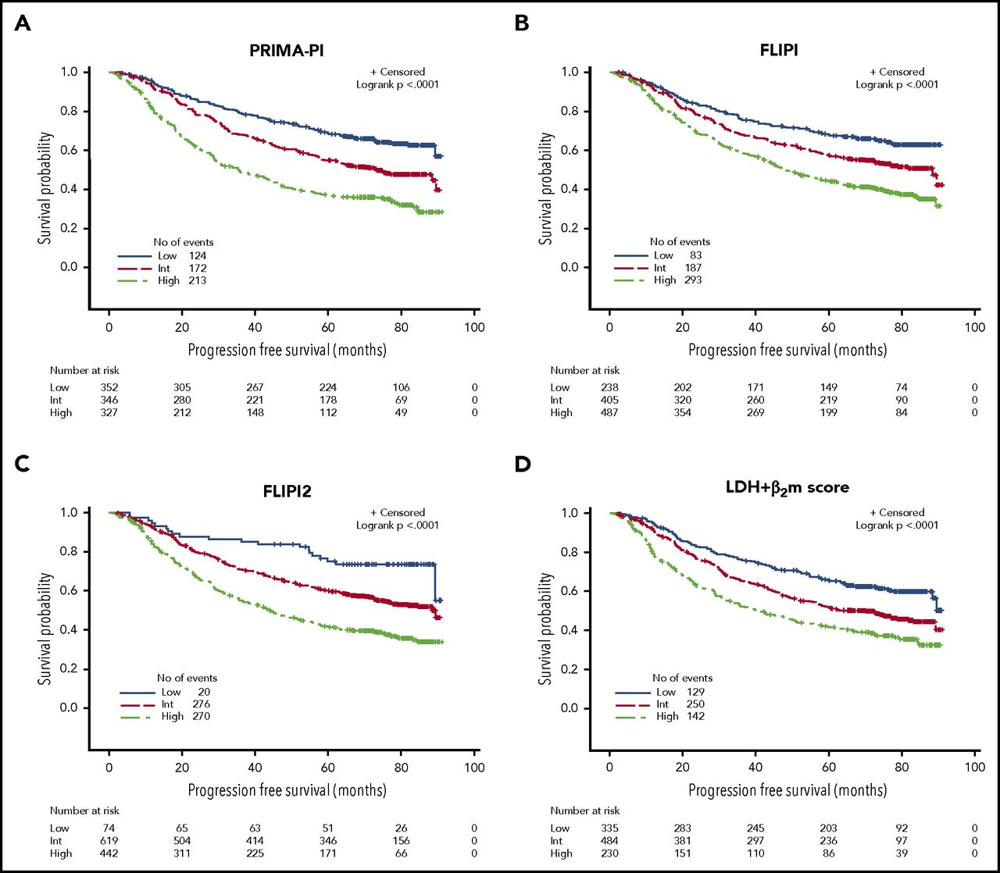 A
PRIMA-PI
+ Censored
Logrank p <.0001
Survival probability
1.0
0.8
0.6
0.4
0.2
0.0
No of events
Low 124
Int 172
High 213
0 20 40 60 80 100
Progression free survival (months)
Number at risk
Low 352 305 267 224 106 0
Int 346 280 221 178 69 0
High 327 212 148 112 49 0
B
FLIPI
+ Censored
Logrank p <.0001
Survival probability
1.0
0.8
0.6
0.4
0.2
0.0
No of events
Low 83
Int 187
High 293
0 20 40 60 80 100
Progression free survival (months)
Number at risk
Low 238 202 171 149 74 0
Int 405 320 260 219 90 0
High 487 354 269 199 84 0
C
FLIPI2
+ Censored
Logrank p <.0001
Survival probability
1.0
0.8
0.6
0.4
0.2
0.0
No of events
Low 20
Int 276
High 270
0 20 40 60 80 100
Progression free survival (months)
Number at risk
Low 74 65 63 51 26 0
Int 619 504 414 346 156 0
High 442 311 225 171 66 0
D
LDH+β₂m score
+ Censored
Logrank p <.0001
Survival probability
1.0
0.8
0.6
0.4
0.2
0.0
No of events
Low 129
Int 250
High 142
0 20 40 60 80 100
Progression free survival (months)
Number at risk
Low 335 283 245 203 92 0
Int 484 381 297 236 97 0
High 230 151 110 86 39 0